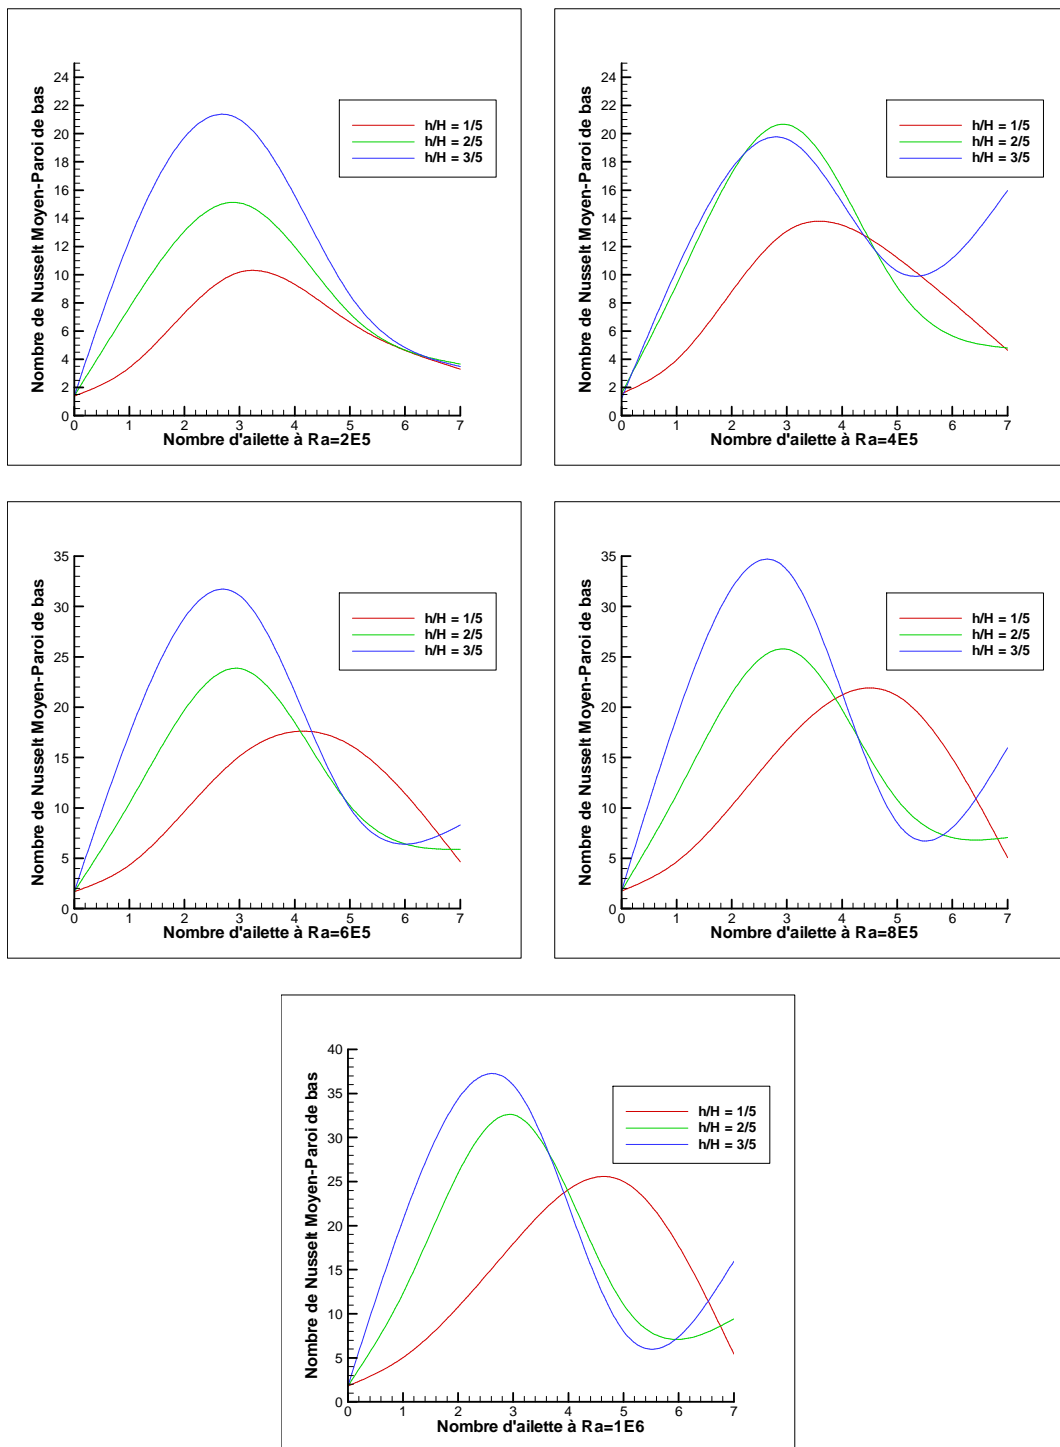 Nombre de Nusselt Moyen-Paroi de bas
24
22
20
18
16
14
12
10
8
6
4
2
0
h/H = 1/5
h/H = 2/5
h/H = 3/5
0 1 2 3 4 5 6 7
Nombre d'ailette à Ra=2E5
Nombre de Nusselt Moyen-Paroi de bas
24
22
20
18
16
14
12
10
8
6
4
2
0
h/H = 1/5
h/H = 2/5
h/H = 3/5
0 1 2 3 4 5 6 7
Nombre d'ailette à Ra=4E5
Nombre de Nusselt Moyen-Paroi de bas
35
30
25
20
15
10
5
0
h/H = 1/5
h/H = 2/5
h/H = 3/5
0 1 2 3 4 5 6 7
Nombre d'ailette à Ra=6E5
Nombre de Nusselt Moyen-Paroi de bas
35
30
25
20
15
10
5
0
h/H = 1/5
h/H = 2/5
h/H = 3/5
0 1 2 3 4 5 6 7
Nombre d'ailette à Ra=8E5
Nombre de Nusselt Moyen-Paroi de bas
40
35
30
25
20
15
10
5
0
h/H = 1/5
h/H = 2/5
h/H = 3/5
0 1 2 3 4 5 6 7
Nombre d'ailette à Ra=1E6